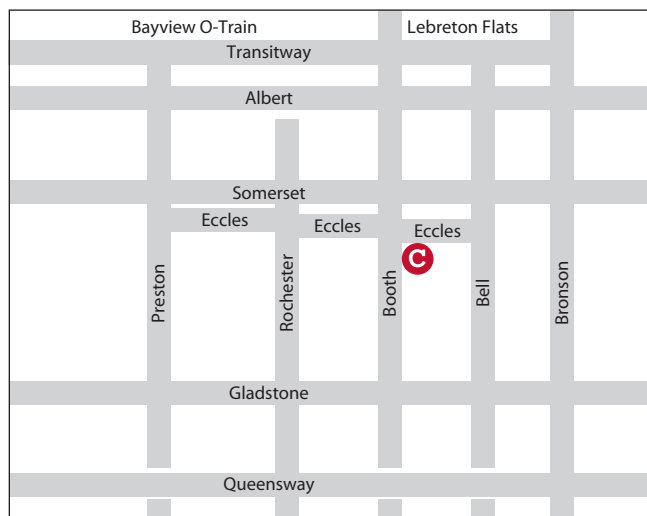 Bayview O-Train
Lebreton Flats
Transitway
Albert
Somerset
Eccles
Eccles
Eccles
C
Preston
Rochester
Booth
Bell
Bronson
Gladstone
Queensway